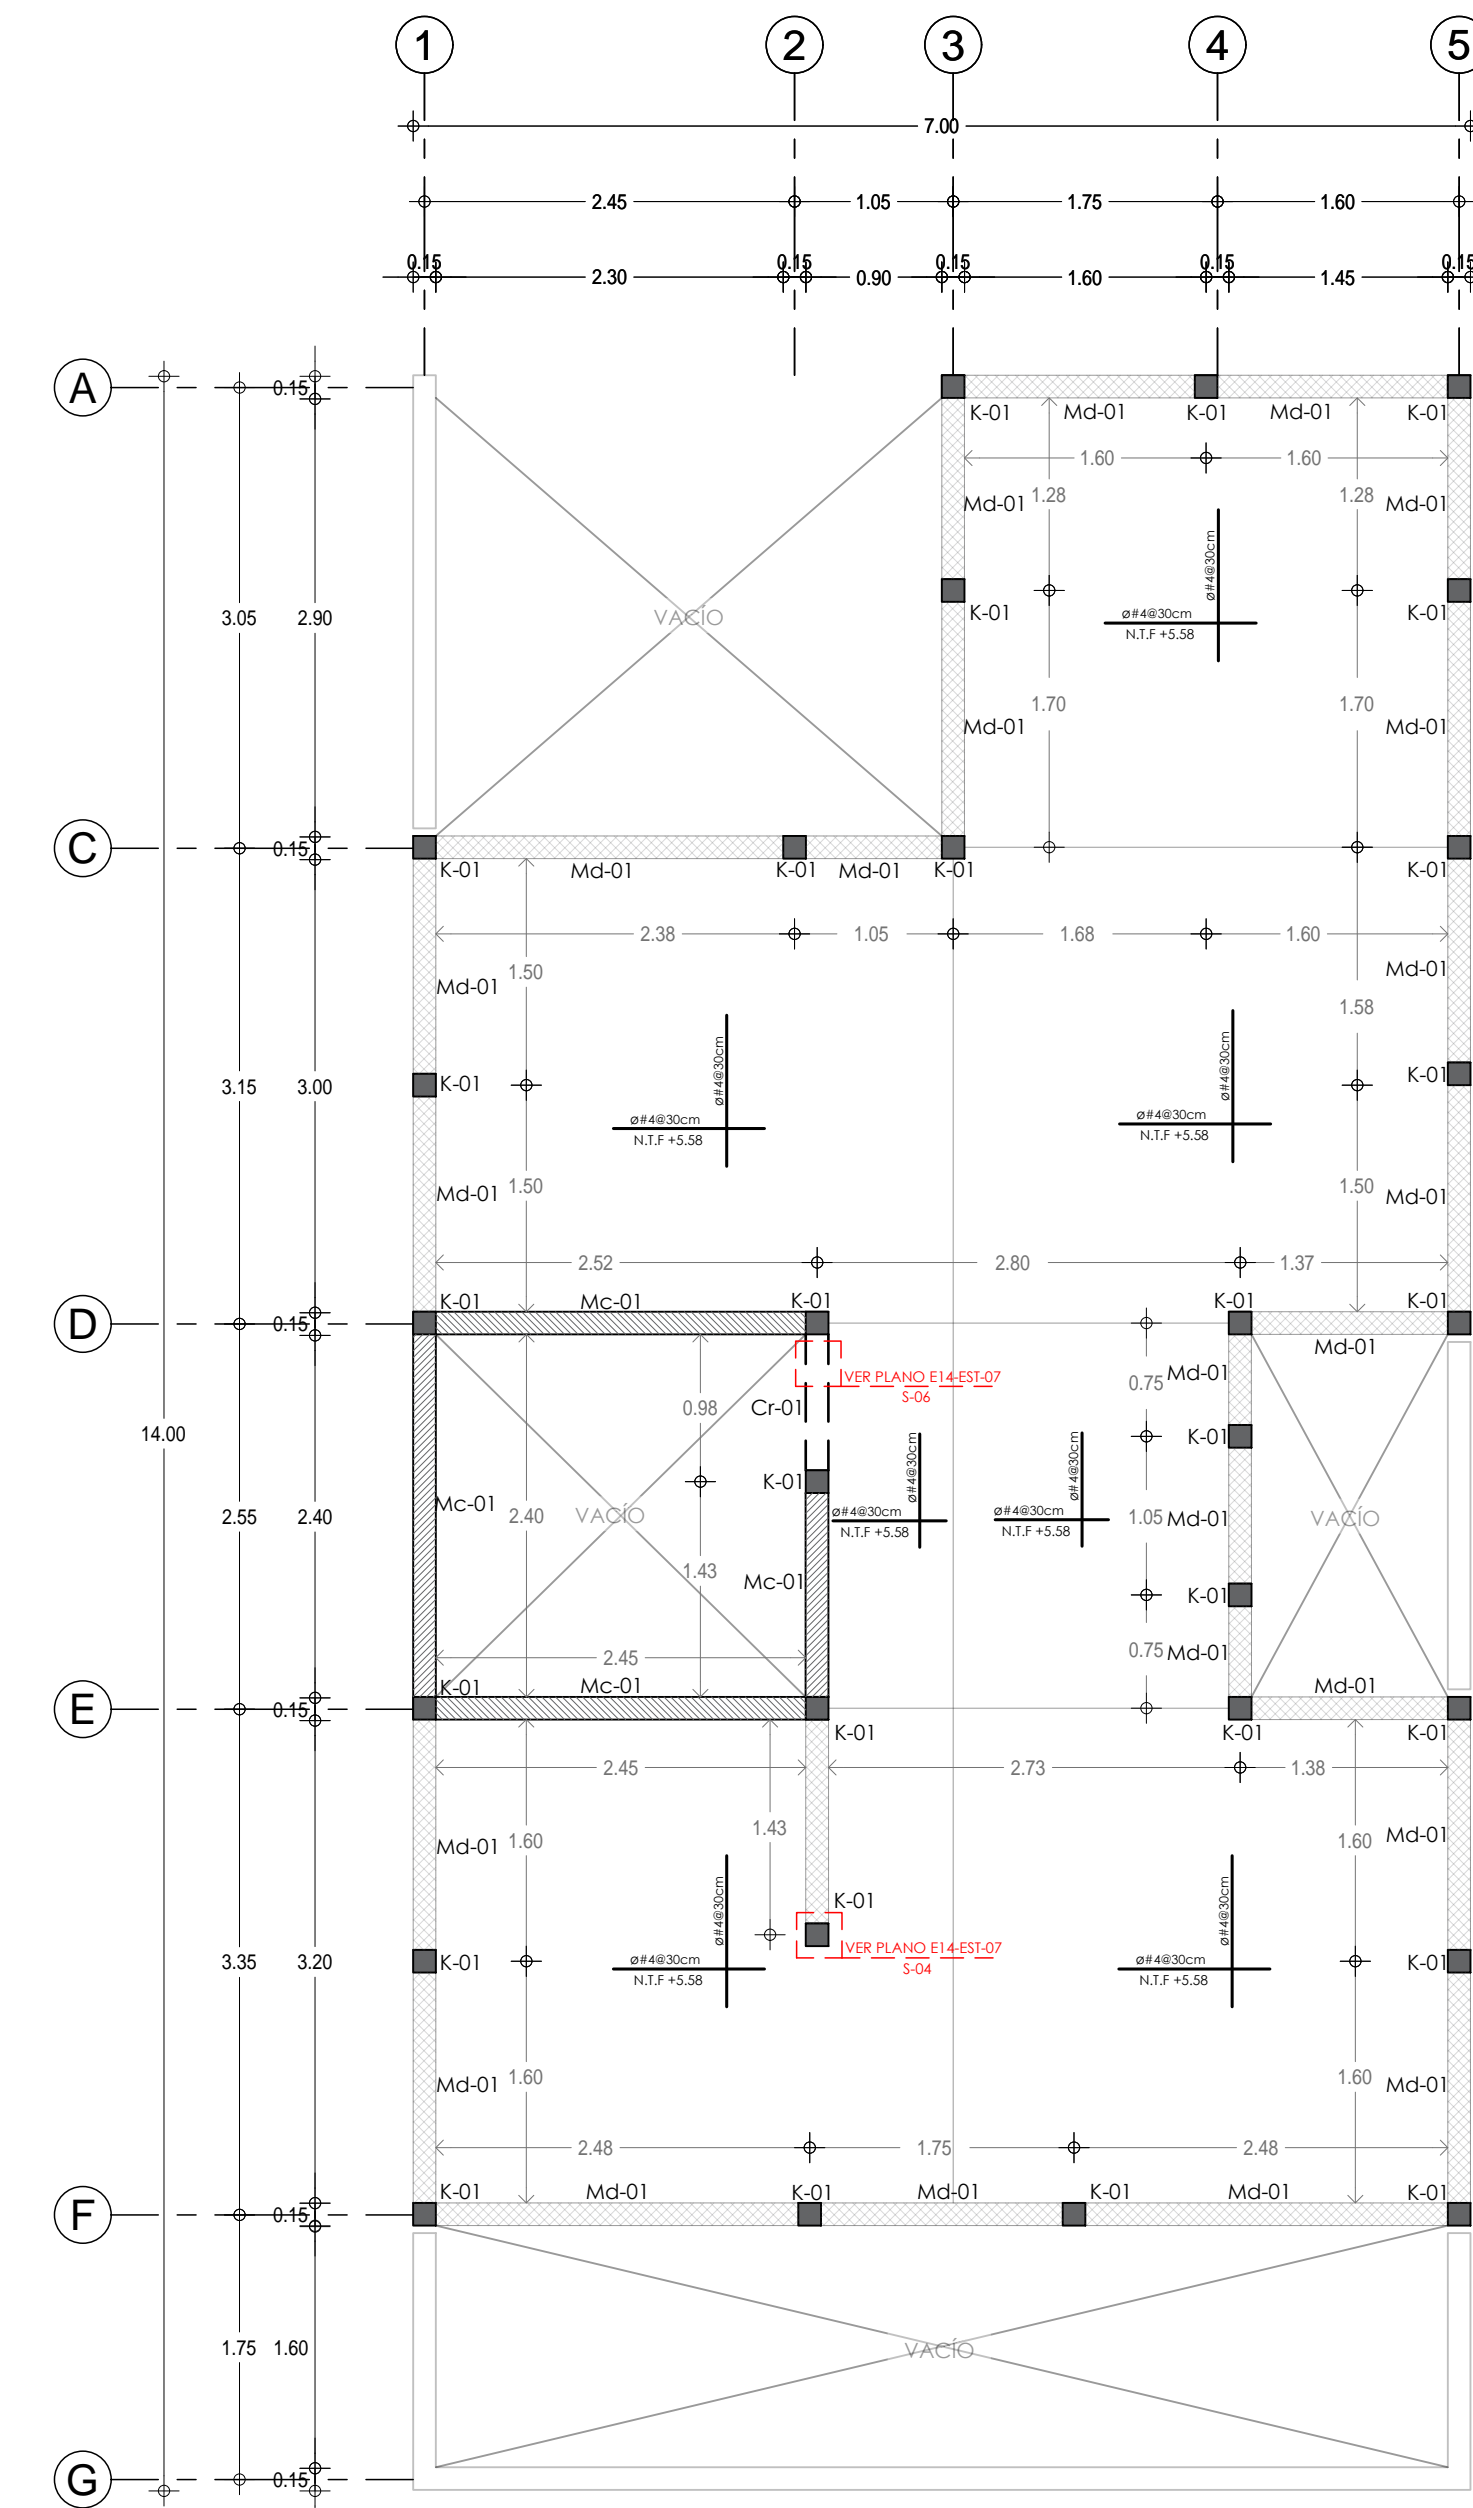 1 2 3 4 5
7.00
2.45 1.05 1.75 1.60
0.15 2.30 0.15 0.90 0.15 1.60 0.15 1.45 0.15
A 0.15
K-01 Md-01 K-01 Md-01 K-01
1.60 1.60
Md-01 1.28 1.28 Md-01
ø#4@30cm
3.05 2.90 VACÍO K-01 ø#4@30cm K-01
N.T.F +5.58
1.70 1.70
Md-01 Md-01
C 0.15
K-01 Md-01 K-01 Md-01 K-01 K-01
2.38 1.05 1.68 1.60
Md-01 1.50 Md-01
1.58
ø#4@30cm ø#4@30cm
3.15 3.00 K-01 K-01
ø#4@30cm ø#4@30cm
N.T.F +5.58 N.T.F +5.58
Md-01 1.50 1.50 Md-01
2.52 2.80 1.37
K-01 Mc-01 K-01 K-01 K-01
D 0.15
Md-01
VER PLANO E14-EST-07 Md-01
S-06 0.75
0.98 Cr-01
14.00 K-01
K-01 ø#4@30cm ø#4@30cm
Mc-01
2.55 2.40 2.40 VACÍO ø#4@30cm ø#4@30cm 1.05 Md-01 VACÍO
N.T.F +5.58 N.T.F +5.58
1.43 Mc-01
K-01
2.45 0.75 Md-01
K-01 Mc-01 Md-01
E 0.15
K-01 K-01 K-01
2.45 2.73 1.38
1.43
Md-01 1.60 1.60 Md-01
K-01
ø#4@30cm ø#4@30cm
VER PLANO E14-EST-07
S-04
3.35 3.20 K-01 ø#4@30cm ø#4@30cm K-01
N.T.F +5.58 N.T.F +5.58
Md-01 1.60 1.60 Md-01
2.48 1.75 2.48
K-01 Md-01 K-01 Md-01 K-01 Md-01 K-01
F 0.15
1.75 1.60 VACÍO
G 0.15